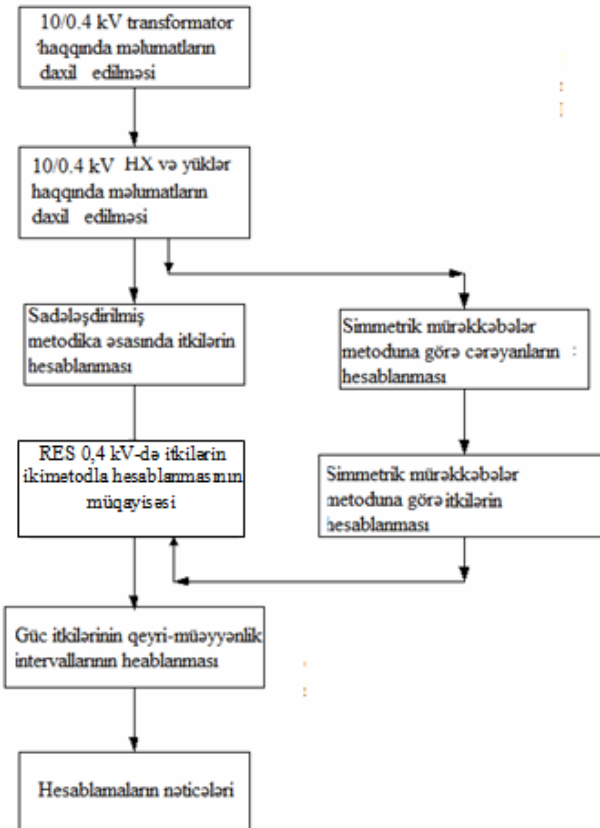 10/0.4 kV transformator
haqqında məlumatların
daxil edilməsi
10/0.4 kV HX və yüklər
haqqında məlumatların
daxil edilməsi
Sadələşdirilmiş
metodika əsasında itkilərin
hesablanması
Simmetrik mürəkkəbələr
metoduna görə cərəyanların :
hesablanması
RES 0,4 kV-də itkilərin
ikimetodla hesablanmasının
müqayisəsi
Simmetrik mürəkkəbələr
metoduna görə itkilərin
hesablanması
Güc itkilərinin qeyri-müəyyənlik
intervallarının heablanması
Hesablamaların nəticələri